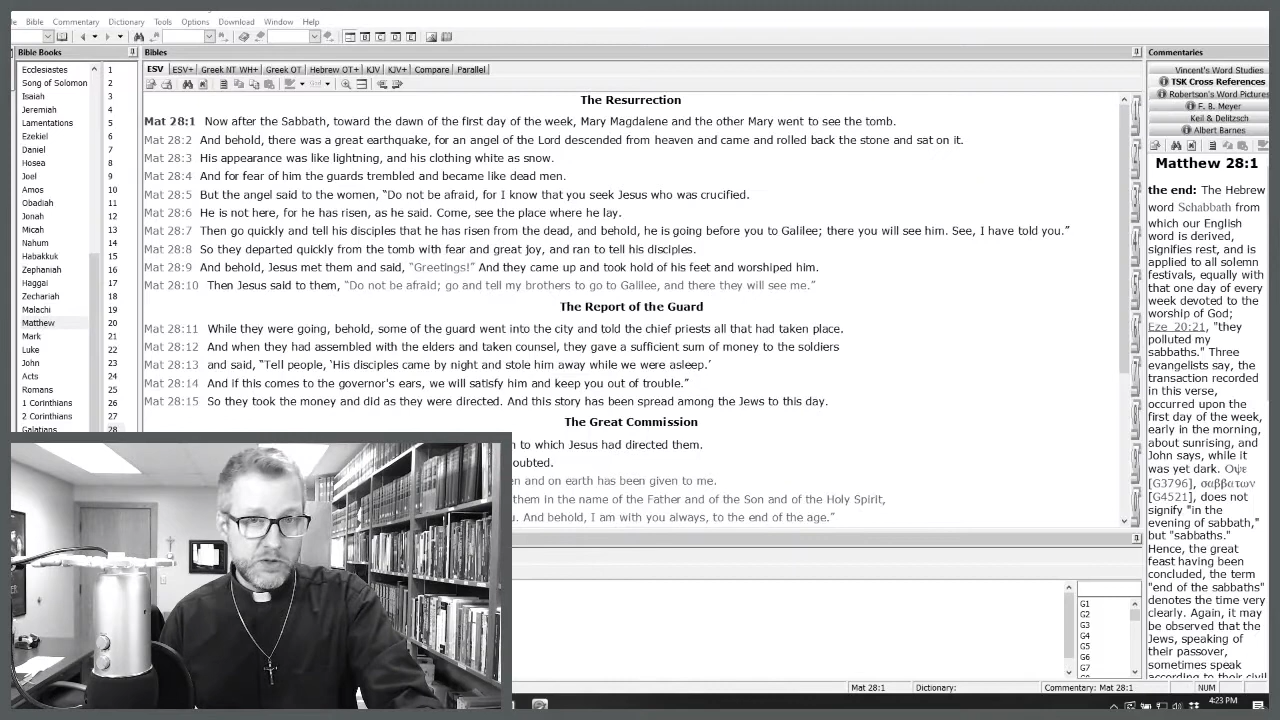 Bible Commentary Dictionary Tools Options Download Window Help
Bible Books
Ecclesiastes 1
Song of Solomon 2
Isaiah 3
Jeremiah 4
Lamentations 5
Ezekiel 6
Daniel 7
Hosea 8
Joel 9
Amos 10
Obadiah 11
Jonah 12
Micah 13
Nahum 14
Habakkuk 15
Zephaniah 16
Haggai 17
Zechariah 18
Malachi 19
Matthew 20
Mark 21
Luke 22
John 23
Acts 24
Romans 25
1 Corinthians 26
2 Corinthians 27
Galatians 28
Bibles
ESV ESV+ Greek NT WH+ Greek OT Hebrew OT+ KJV KJV+ Compare Parallel
The Resurrection
Mat 28:1 Now after the Sabbath, toward the dawn of the first day of the week, Mary Magdalene and the other Mary went to see the tomb.
Mat 28:2 And behold, there was a great earthquake, for an angel of the Lord descended from heaven and came and rolled back the stone and sat on it.
Mat 28:3 His appearance was like lightning, and his clothing white as snow.
Mat 28:4 And for fear of him the guards trembled and became like dead men.
Mat 28:5 But the angel said to the women, “Do not be afraid, for I know that you seek Jesus who was crucified.
Mat 28:6 He is not here, for he has risen, as he said. Come, see the place where he lay.
Mat 28:7 Then go quickly and tell his disciples that he has risen from the dead, and behold, he is going before you to Galilee; there you will see him. See, I have told you.”
Mat 28:8 So they departed quickly from the tomb with fear and great joy, and ran to tell his disciples.
Mat 28:9 And behold, Jesus met them and said, “Greetings!” And they came up and took hold of his feet and worshiped him.
Mat 28:10 Then Jesus said to them, “Do not be afraid; go and tell my brothers to go to Galilee, and there they will see me.”
The Report of the Guard
Mat 28:11 While they were going, behold, some of the guard went into the city and told the chief priests all that had taken place.
Mat 28:12 And when they had assembled with the elders and taken counsel, they gave a sufficient sum of money to the soldiers
Mat 28:13 and said, “Tell people, ‘His disciples came by night and stole him away while we were asleep.’
Mat 28:14 And if this comes to the governor's ears, we will satisfy him and keep you out of trouble.”
Mat 28:15 So they took the money and did as they were directed. And this story has been spread among the Jews to this day.
The Great Commission
to which Jesus had directed them.
oubted.
en and on earth has been given to me.
them in the name of the Father and of the Son and of the Holy Spirit,
And behold, I am with you always, to the end of the age.”
Commentaries
Vincent's Word Studies
TSK Cross References
Robertson's Word Pictures
F. B. Meyer
Keil & Delitzsch
Albert Barnes
Matthew 28:1
the end: The Hebrew
word Schabbath from
which our English
word is derived,
signifies rest, and is
applied to all solemn
festivals, equally with
that one day of every
week devoted to the
worship of God;
Eze_20:21, "they
polluted my
sabbaths." Three
evangelists say, the
transaction recorded
in this verse,
occurred upon the
first day of the week,
early in the morning,
about sunrising, and
John says, while it
was yet dark. Οψε
[G3796], σαββατων
[G4521], does not
signify "in the
evening of sabbath,"
but "sabbaths."
Hence, the great
feast having been
concluded, the term
"end of the sabbaths"
denotes the time very
clearly. Again, it may
be observed that the
Jews, speaking of
their passover,
sometimes speak
according to their civil
G1
G2
G3
G4
G5
G6
G7
Mat 28:1 Dictionary: Commentary: Mat 28:1 NUM
4:23 PM